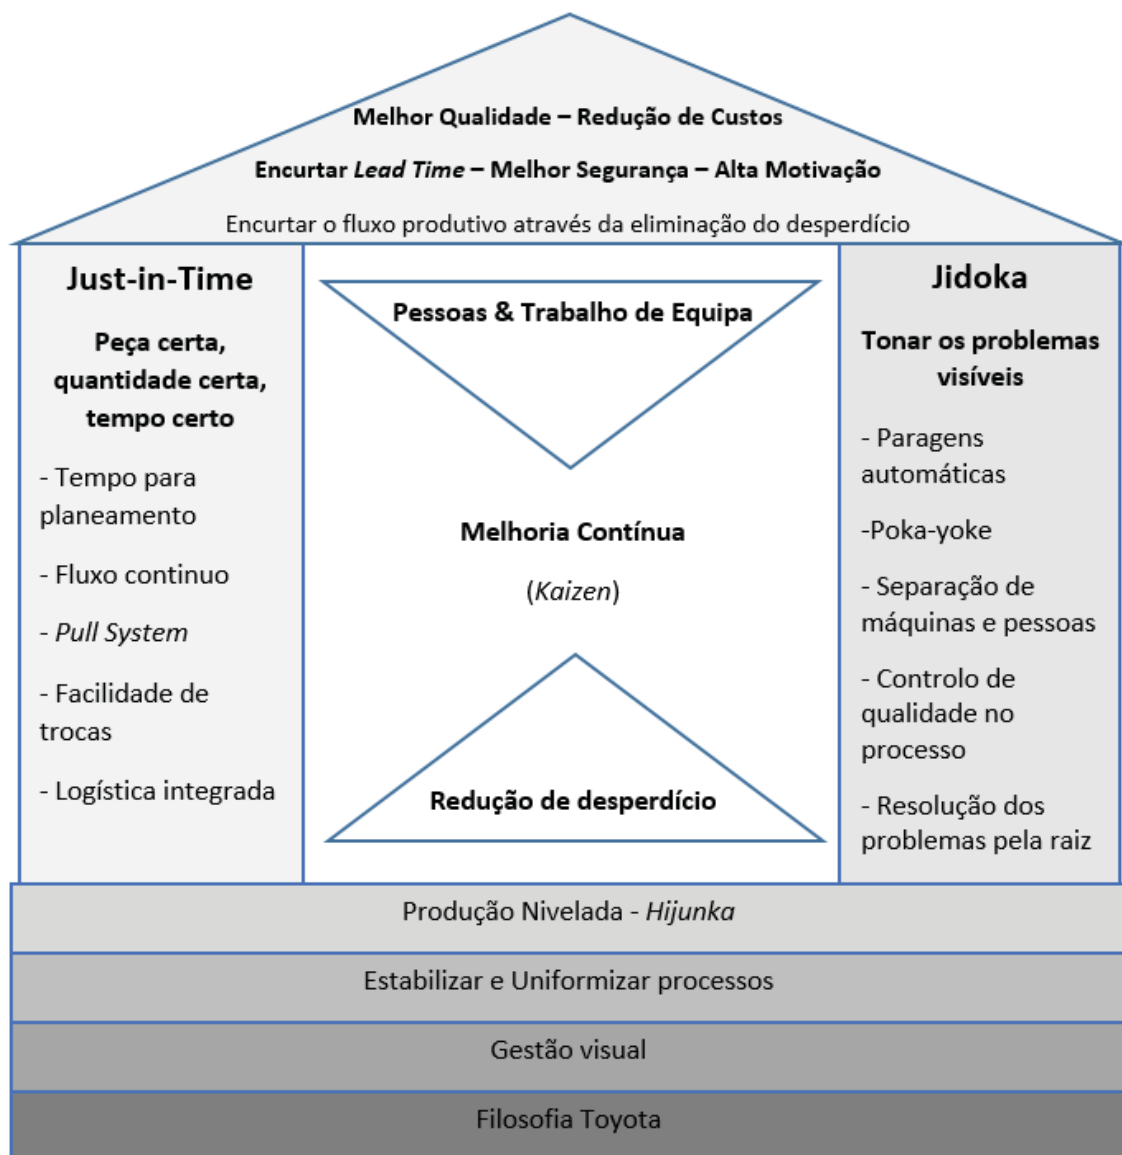 Melhor Qualidade – Redução de Custos
Encurtar Lead Time – Melhor Segurança – Alta Motivação
Encurtar o fluxo produtivo através da eliminação do desperdício
Just-in-Time
Peça certa,
quantidade certa,
tempo certo
- Tempo para
planeamento
- Fluxo continuo
- Pull System
- Facilidade de
trocas
- Logística integrada
Pessoas & Trabalho de Equipa
Melhoria Contínua
(Kaizen)
Redução de desperdício
Jidoka
Tonar os problemas
visíveis
- Paragens
automáticas
-Poka-yoke
- Separação de
máquinas e pessoas
- Controlo de
qualidade no
processo
- Resolução dos
problemas pela raiz
Produção Nivelada - Hijunka
Estabilizar e Uniformizar processos
Gestão visual
Filosofia Toyota